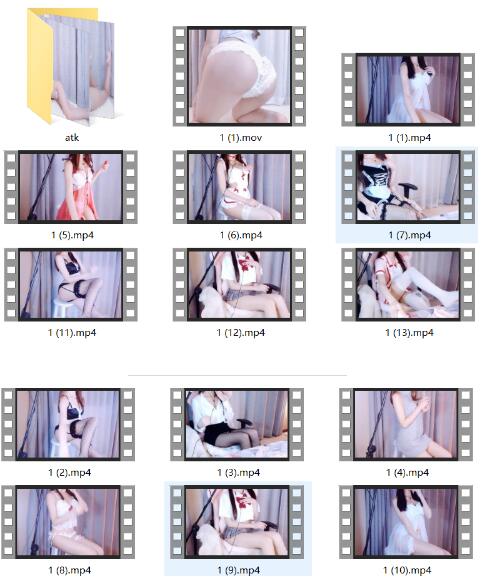 atk
1 (1).mov
1 (1).mp4
1 (5).mp4
1 (6).mp4
1 (7).mp4
1 (11).mp4
1 (12).mp4
1 (13).mp4
1 (2).mp4
1 (3).mp4
1 (4).mp4
1 (8).mp4
1 (9).mp4
1 (10).mp4